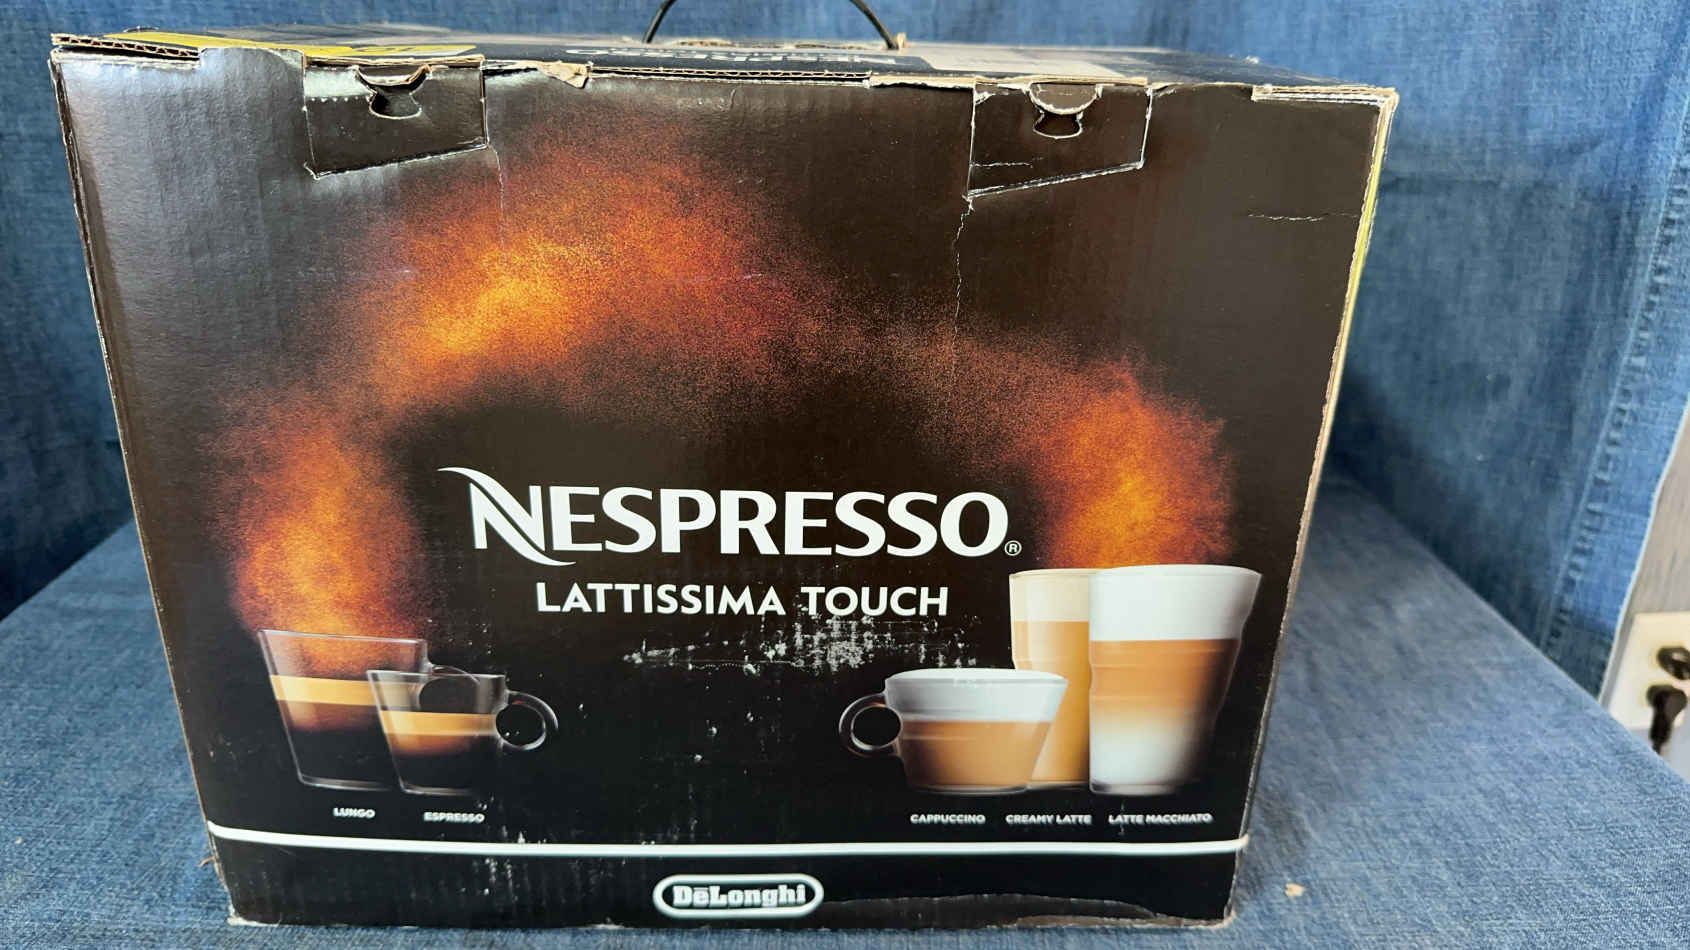 NESPRESSO®
LATTISSIMA TOUCH
LUNGO
ESPRESSO
CAPPUCCINO
CREAMY LATTE
LATTE MACCHIATO
DeLonghi